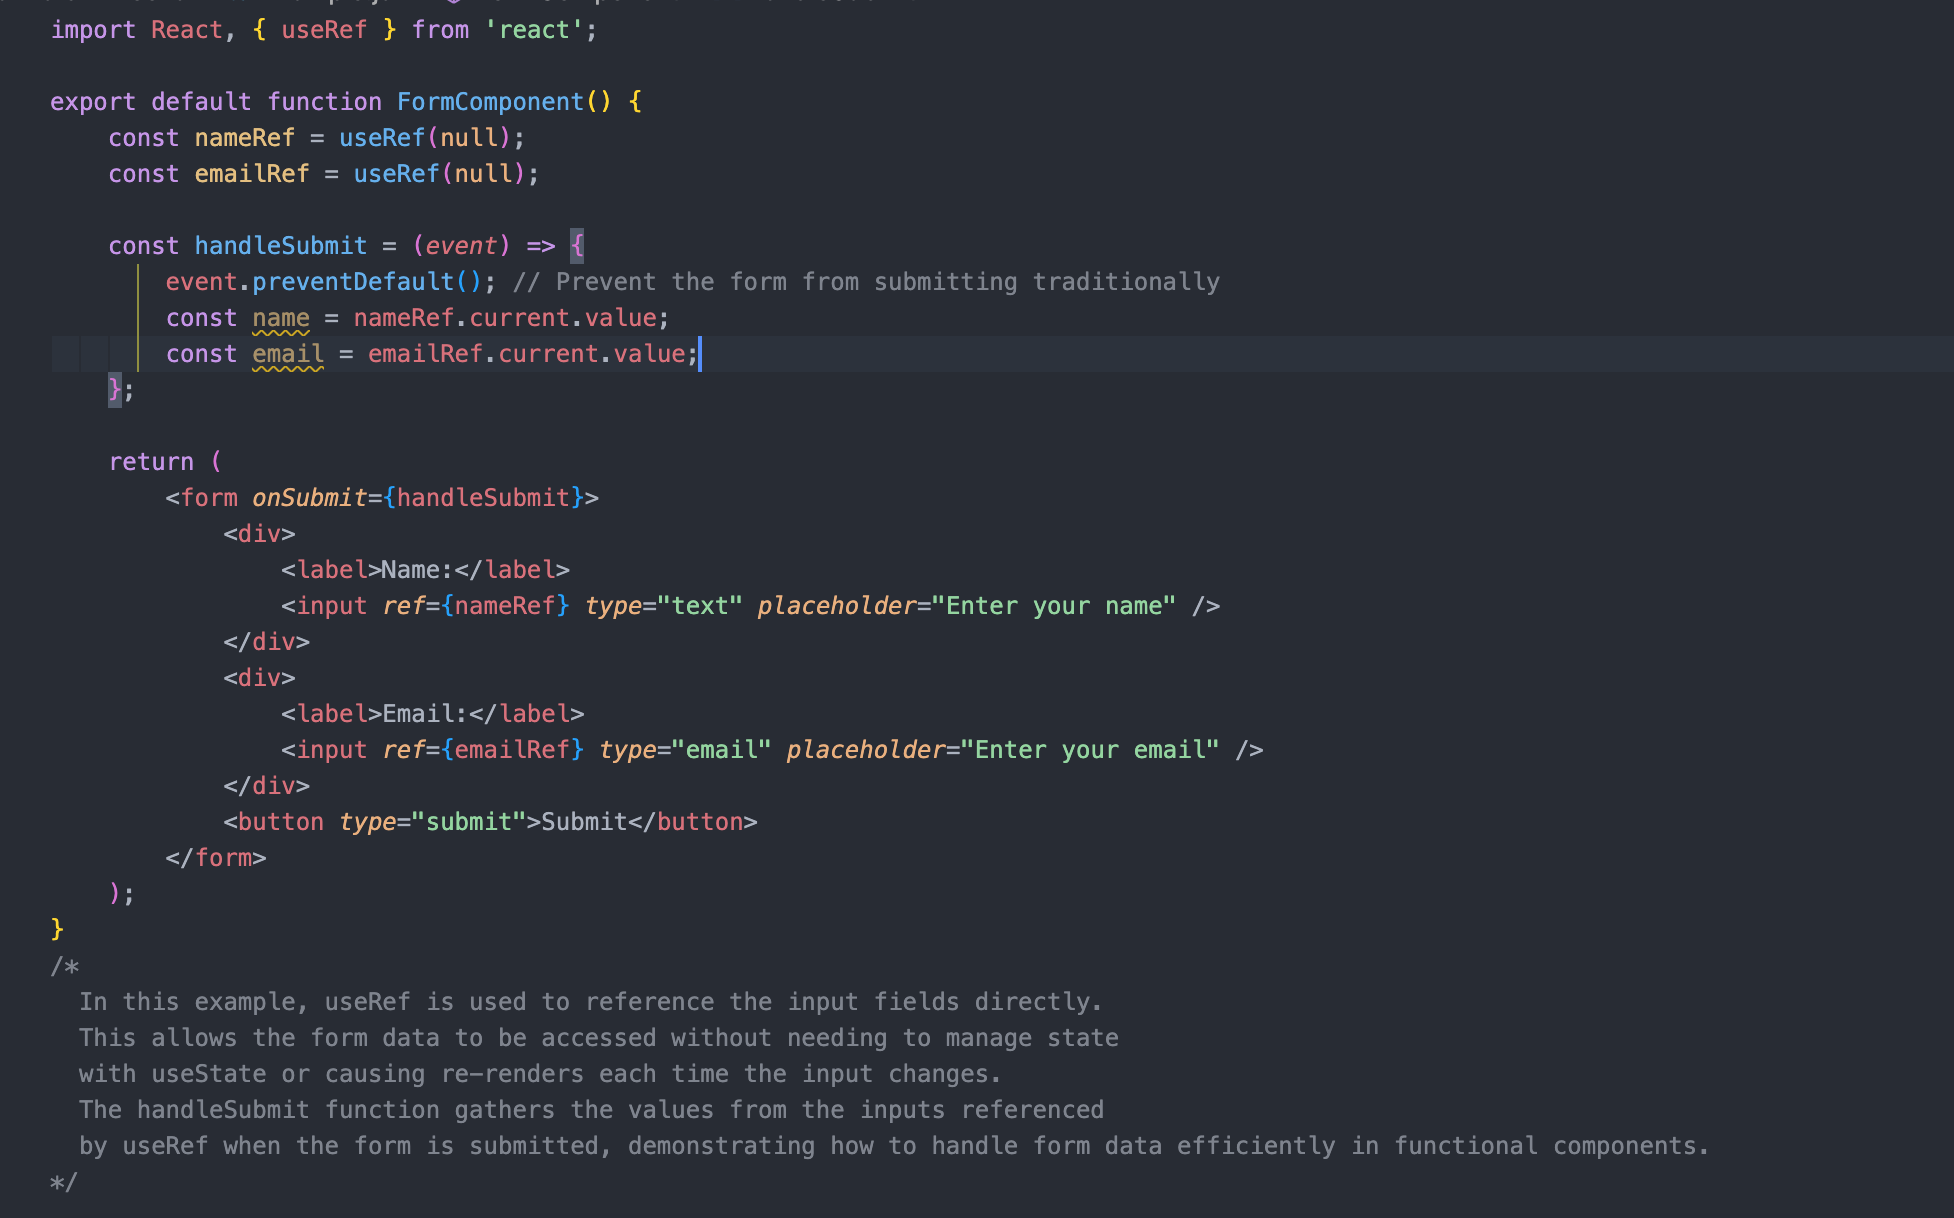 import React, { useRef } from 'react';
export default function FormComponent() {
const nameRef = useRef(null);
const emailRef = useRef(null);
const handleSubmit = (event) => {
event.preventDefault(); // Prevent the form from submitting traditionally
const name = nameRef.current.value;
const email = emailRef.current.value;
};
return (
<form onSubmit={handleSubmit}>
<div>
<label>Name:</label>
<input ref={nameRef} type="text" placeholder="Enter your name" />
</div>
<div>
<label>Email:</label>
<input ref={emailRef} type="email" placeholder="Enter your email" />
</div>
<button type="submit">Submit</button>
</form>
);
}
/*
In this example, useRef is used to reference the input fields directly.
This allows the form data to be accessed without needing to manage state
with useState or causing re-renders each time the input changes.
The handleSubmit function gathers the values from the inputs referenced
by useRef when the form is submitted, demonstrating how to handle form data efficiently in functional components.
*/